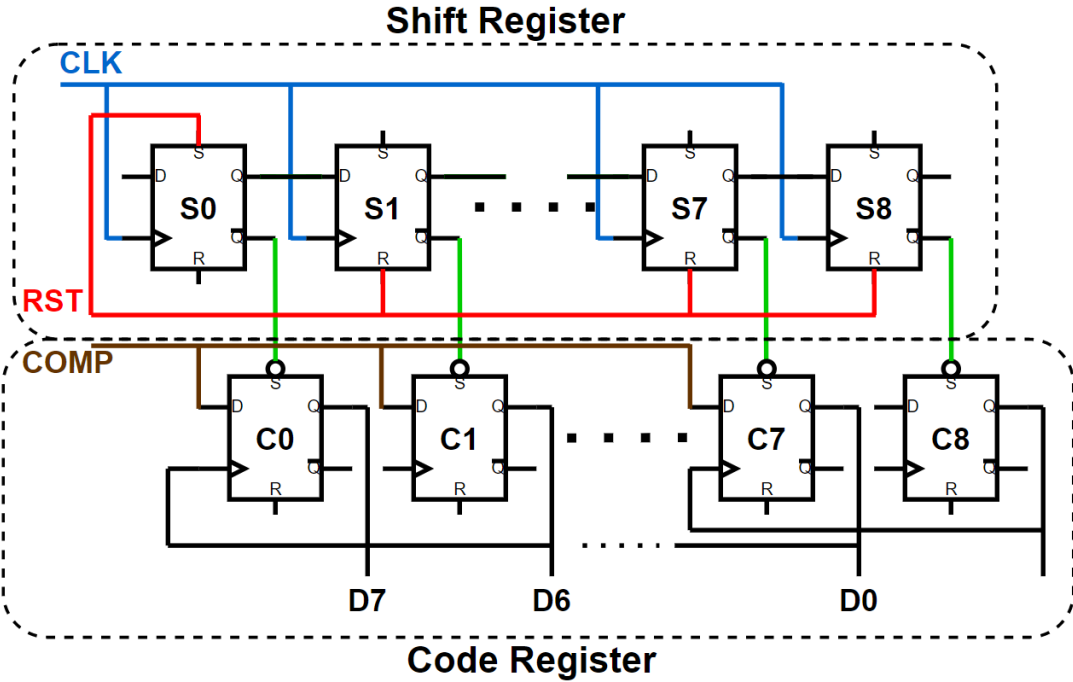 Shift Register
CLK
S S S S
D Q D Q D Q D Q
S0 S1 S7 S8
Q Q Q Q
R R R R
RST
COMP
S S S S
D Q D Q D Q D Q
C0 C1 C7 C8
Q Q Q Q
R R R R
D7 D6 D0
Code Register